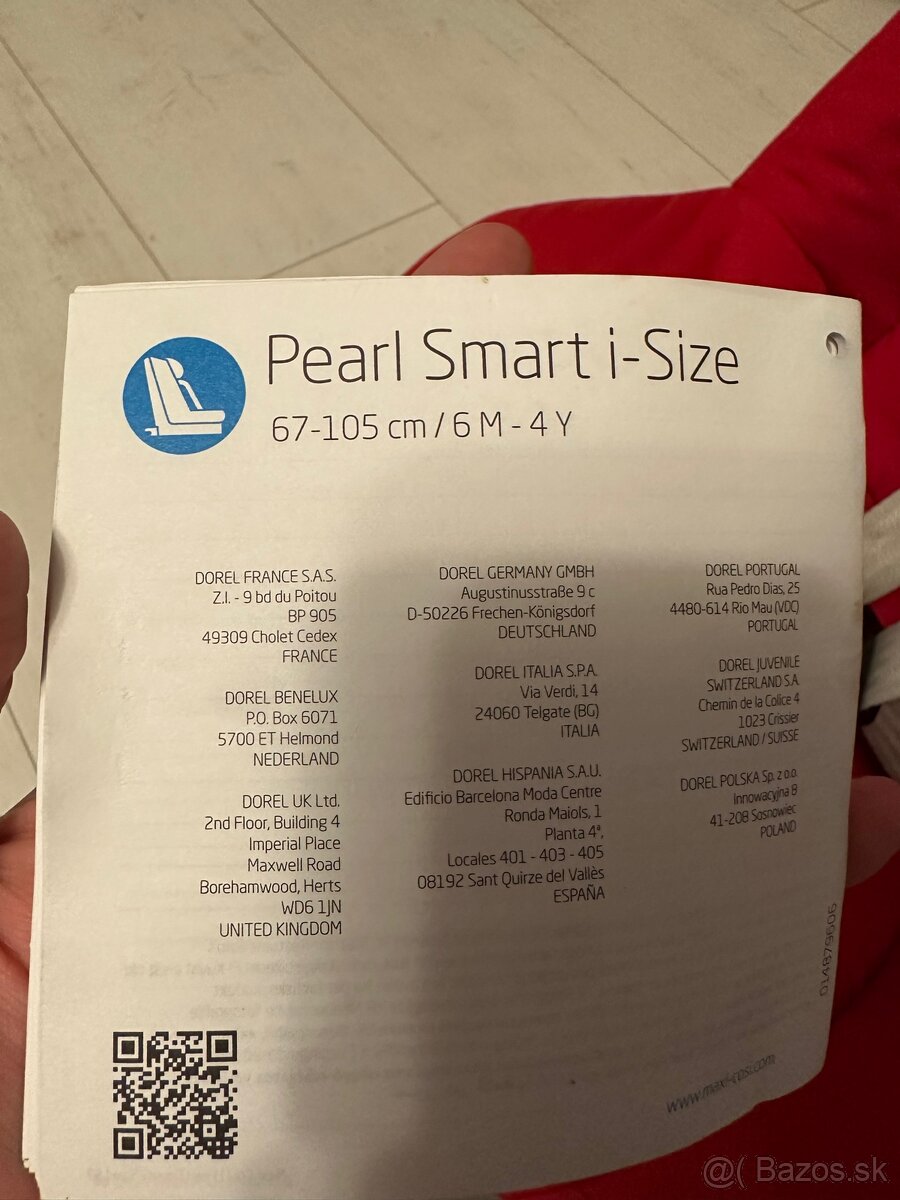 Pearl Smart i-Size
67-105 cm / 6 M - 4 Y
DOREL FRANCE S.A.S.
Z.I. - 9 bd du Poitou
BP 905
49309 Cholet Cedex
FRANCE
DOREL BENELUX
P.O. Box 6071
5700 ET Helmond
NEDERLAND
DOREL UK Ltd.
2nd Floor, Building 4
Imperial Place
Maxwell Road
Borehamwood, Herts
WD6 1JN
UNITED KINGDOM
DOREL GERMANY GMBH
Augustinusstraße 9 c
D-50226 Frechen-Königsdorf
DEUTSCHLAND
DOREL ITALIA S.P.A.
Via Verdi, 14
24060 Telgate (BG)
ITALIA
DOREL HISPANIA S.A.U.
Edificio Barcelona Moda Centre
Ronda Maiols, 1
Planta 4ª,
Locales 401 - 403 - 405
08192 Sant Quirze del Vallès
ESPAÑA
DOREL PORTUGAL
Rua Pedro Dias, 25
4480-614 Rio Mau (VDC)
PORTUGAL
DOREL JUVENILE
SWITZERLAND S.A.
Chemin de la Colice 4
1023 Crissier
SWITZERLAND / SUISSE
DOREL POLSKA Sp. z o.o.
Innowacyjna 8
41-208 Sosnowiec
POLAND
014879606
www.maxi-cosi.com
@( Bazos.sk